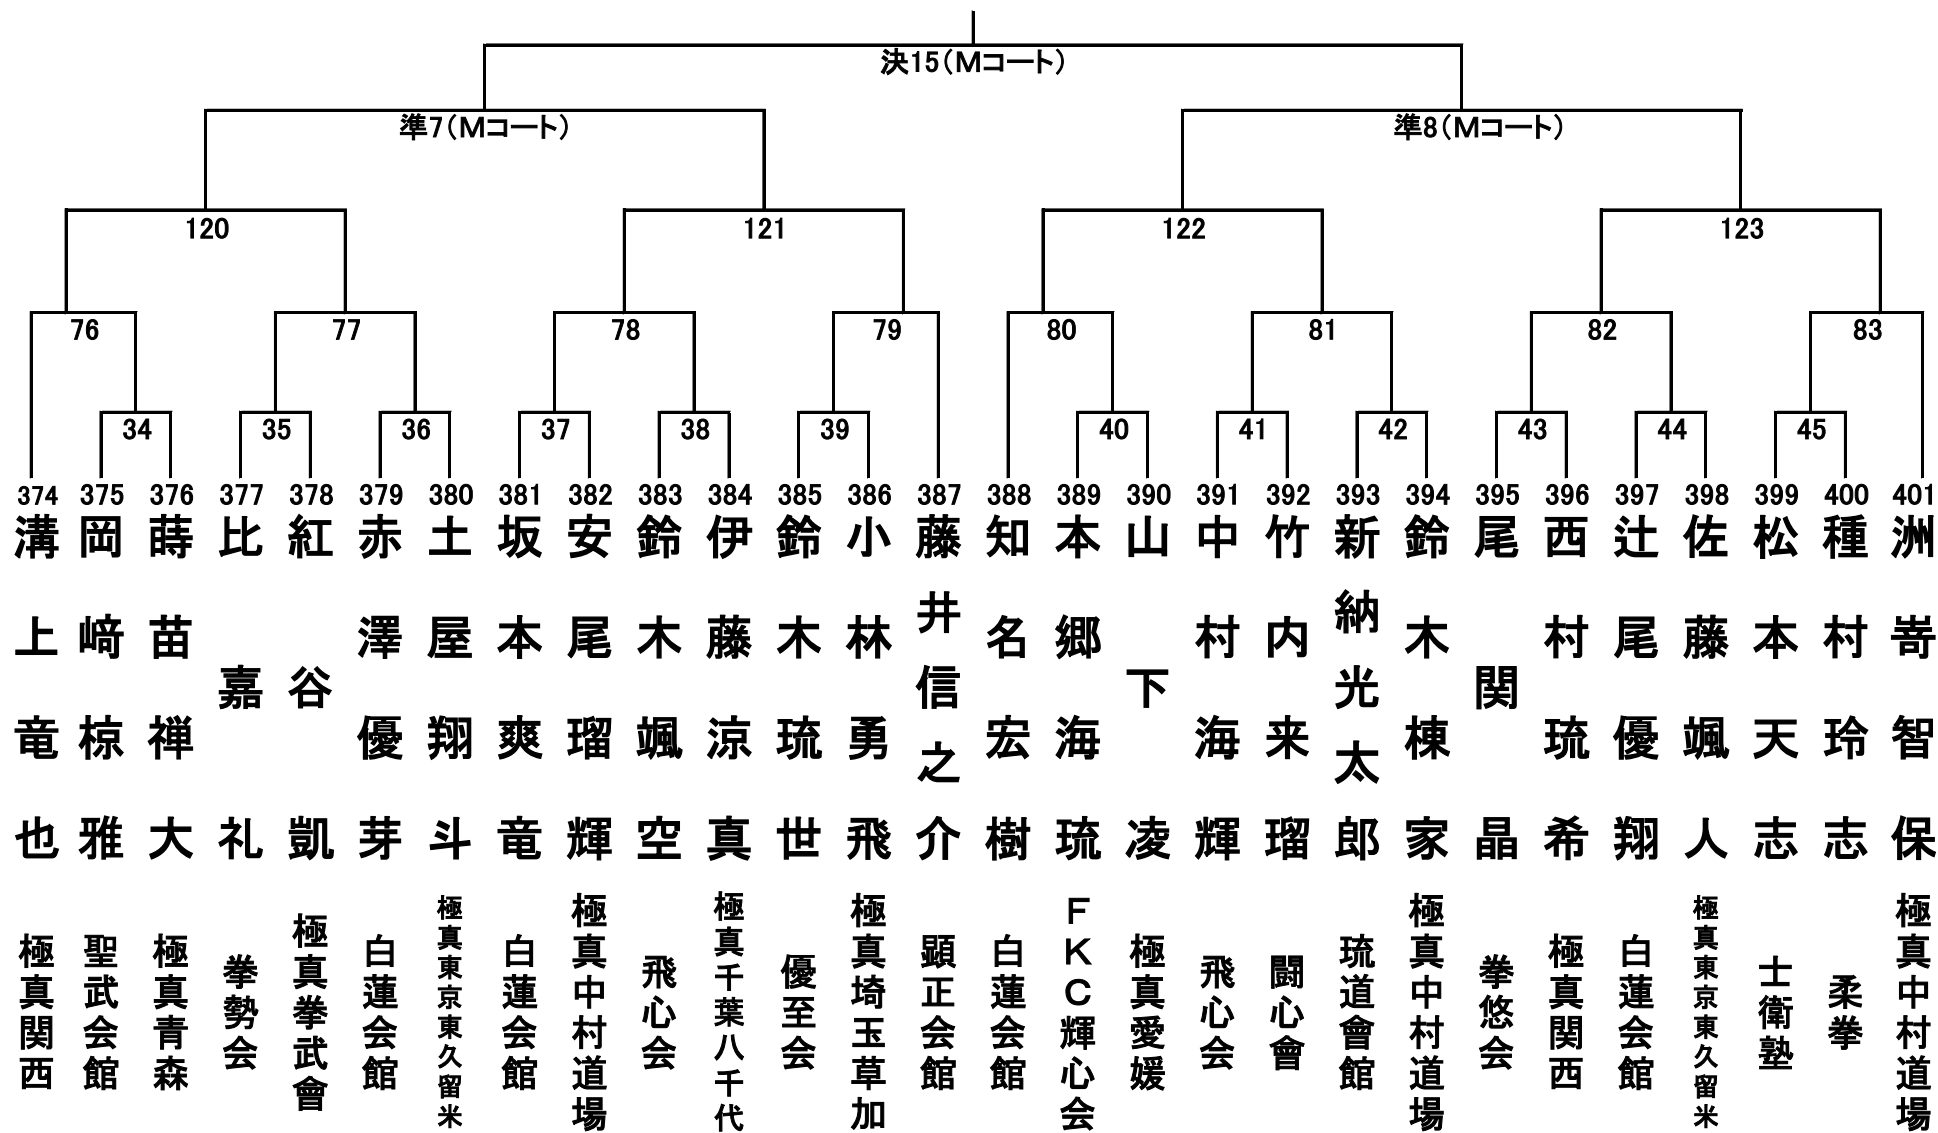 決15(Mコート)
準7(Mコート)
準8(Mコート)
120
121
122
123
76
77
78
79
80
81
82
83
34
35
36
37
38
39
40
41
42
43
44
45
374
溝上竜也
極真関西
375
岡﨑椋雅
聖武会館
376
蒔苗禅大
極真青森
377
比嘉礼
拳勢会
378
紅谷凱
極真拳武會
379
赤澤優芽
白蓮会館
380
土屋翔斗
極真東京東久留米
381
坂本爽竜
白蓮会館
382
安尾瑠輝
極真中村道場
383
鈴木颯空
飛心会
384
伊藤涼真
極真千葉八千代
385
鈴木琉世
優至会
386
小林勇飛
極真埼玉草加
387
藤井信之介
顕正会館
388
知名宏樹
白蓮会館
389
本郷海琉
FKC輝心会
390
山下凌
極真愛媛
391
中村海輝
飛心会
392
竹内来瑠
闘心會
393
新納光太郎
琉道會館
394
鈴木棟家
極真中村道場
395
尾関晶
拳悠会
396
西村琉希
極真関西
397
辻尾優翔
白蓮会館
398
佐藤颯人
極真東京東久留米
399
松本天志
士衛塾
400
種村玲志
柔拳
401
洲嵜智保
極真中村道場